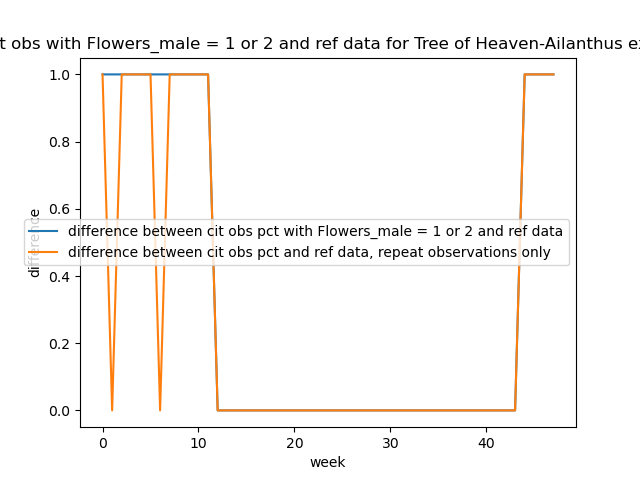 t obs with Flowers_male = 1 or 2 and ref data for Tree of Heaven-Ailanthus e
1.0
0.8
0.6
0.4
0.2
0.0
difference
difference between cit obs pct with Flowers_male = 1 or 2 and ref data
difference between cit obs pct and ref data, repeat observations only
0 10 20 30 40
week